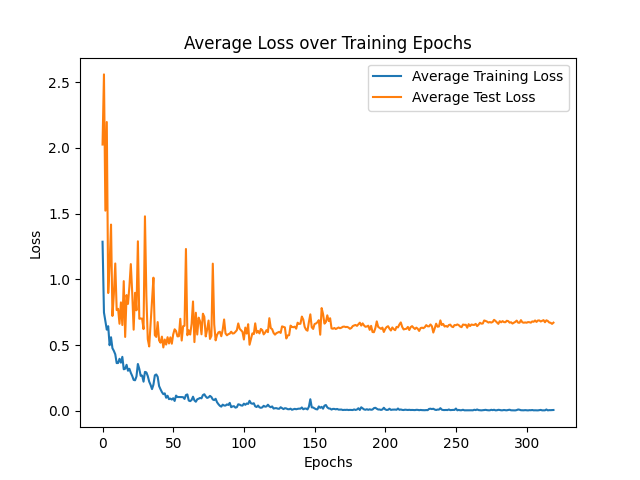 Average Loss over Training Epochs
Average Training Loss
Average Test Loss
2.5
2.0
1.5
1.0
0.5
0.0
Loss
0 50 100 150 200 250 300
Epochs